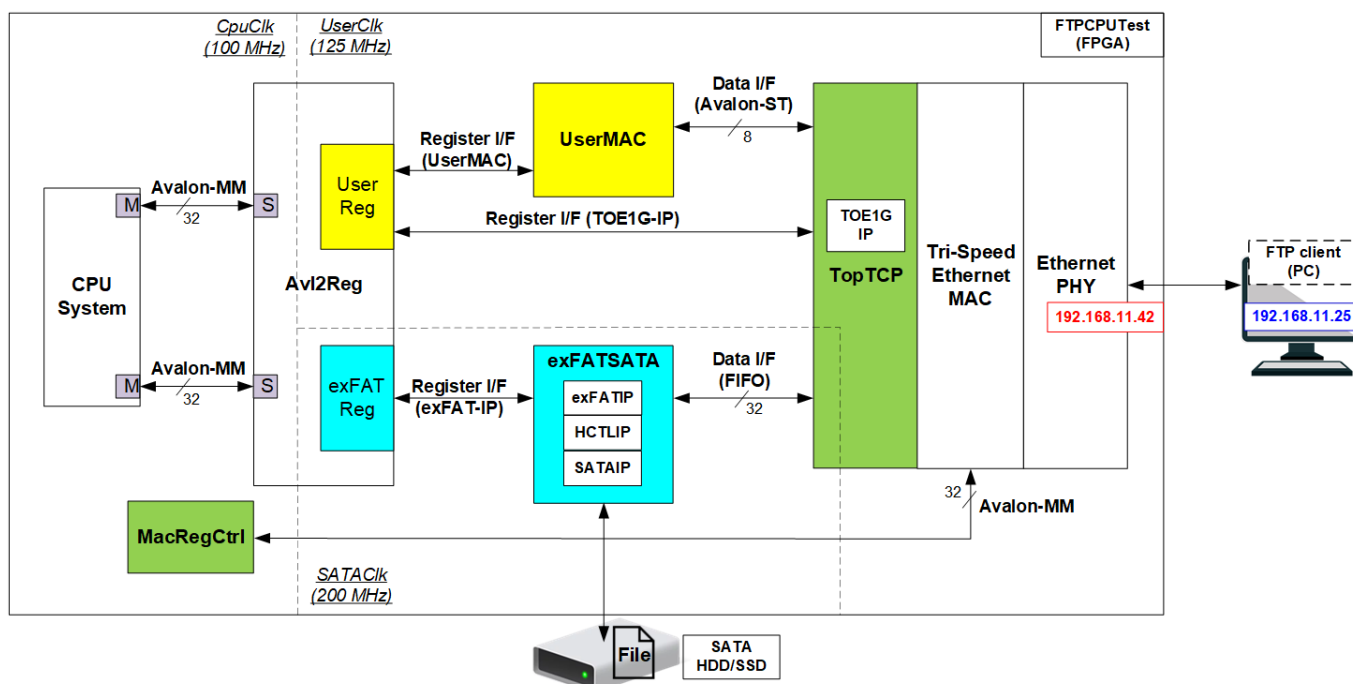 CpuClk
(100 MHz)
UserClk
(125 MHz)
FTPCPUTest
(FPGA)
Data I/F
(Avalon-ST)
8
Register I/F
(UserMAC)
UserMAC
User
Reg
Avalon-MM
32
M
S
Register I/F (TOE1G-IP)
TOE1G
IP
TopTCP
Tri-Speed
Ethernet
MAC
Ethernet
PHY
192.168.11.42
FTP client
(PC)
192.168.11.25
CPU
System
Avl2Reg
Avalon-MM
32
M
S
exFAT
Reg
Register I/F
(exFAT-IP)
exFATSATA
exFATIP
HCTLIP
SATAIP
Data I/F
(FIFO)
32
32
Avalon-MM
MacRegCtrl
SATAClk
(200 MHz)
File
SATA
HDD/SSD